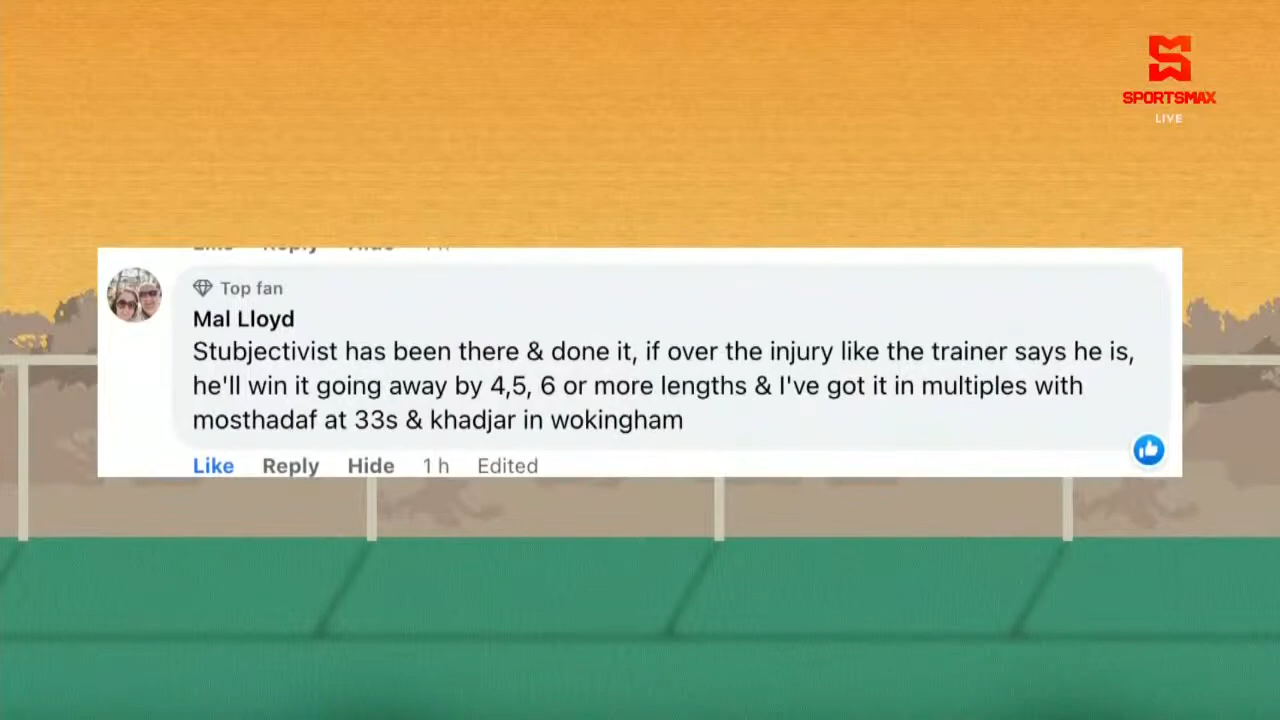 SPORTSMAX
LIVE
Top fan
Mal Lloyd
Stubjectivist has been there & done it, if over the injury like the trainer says he is,
he'll win it going away by 4,5, 6 or more lengths & I've got it in multiples with
mosthadaf at 33s & khadjar in wokingham
Like Reply Hide 1 h Edited